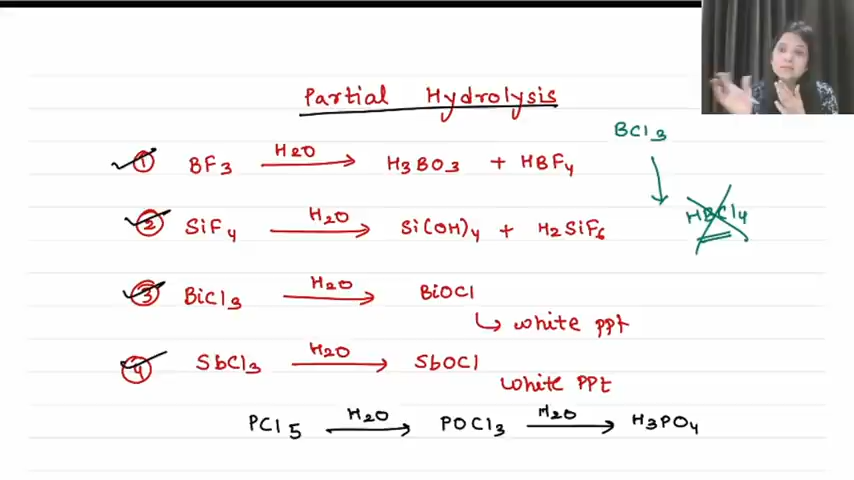 Partial Hydrolysis
BCl3
① BF3 H2O → H3BO3 + HBF4
HBCl4
② SiF4 H2O → Si(OH)4 + H2SiF6
③ BiCl3 H2O → BiOCl
↳ white ppt
④ SbCl3 H2O → SbOCl
white PPT
PCl5 H2O → POCl3 H2O → H3PO4